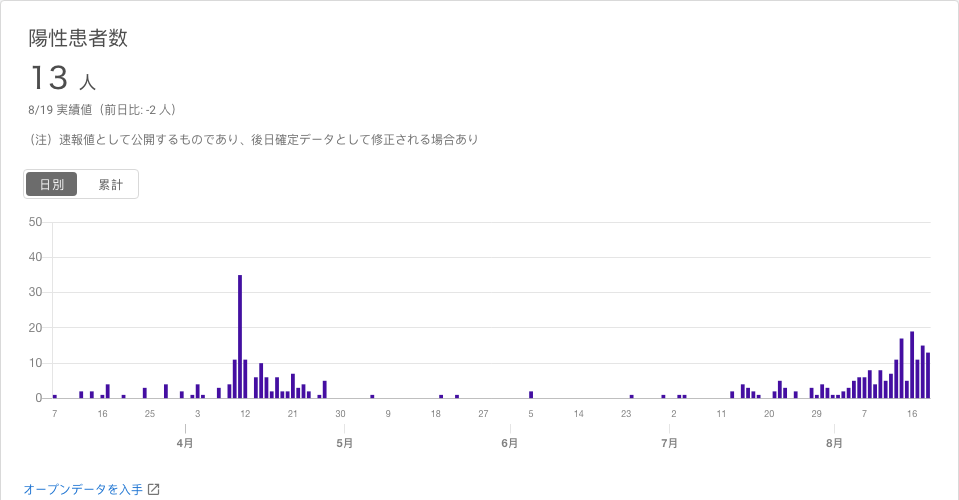 陽性患者数
13 人
8/19 実績値（前日比: -2 人）
（注）速報値として公開するものであり、後日確定データとして修正される場合あり
日別 累計
50
40
30
20
10
0
7 16 25 3 12 21 30 9 18 27 5 14 23 2 11 20 29 7 16
4月 5月 6月 7月 8月
オープンデータを入手